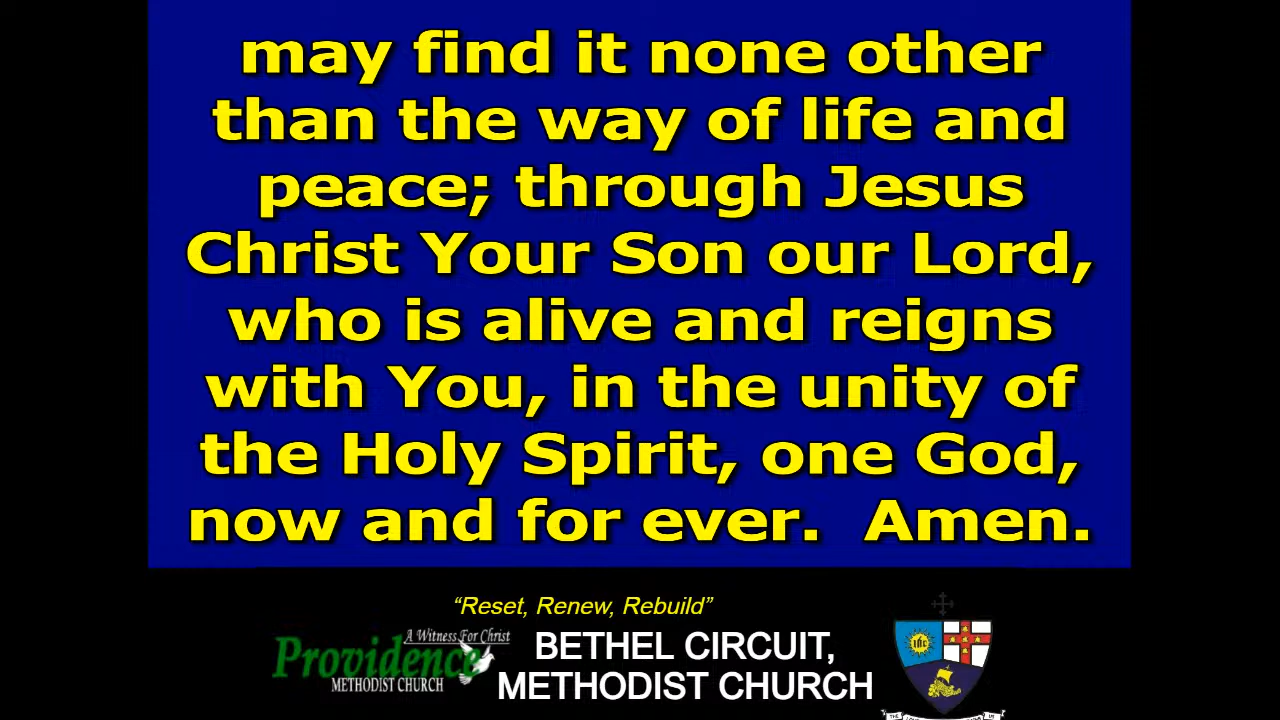 may find it none other
than the way of life and
peace; through Jesus
Christ Your Son our Lord,
who is alive and reigns
with You, in the unity of
the Holy Spirit, one God,
now and for ever.  Amen.
“Reset, Renew, Rebuild”
A Witness For Christ
Providence
METHODIST CHURCH
BETHEL CIRCUIT,
METHODIST CHURCH
IHC
THE